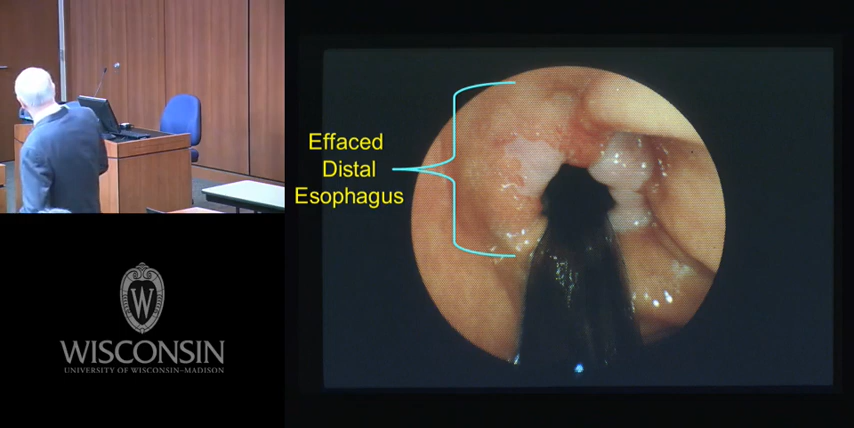 Effaced
Distal
Esophagus
W
WISCONSIN
UNIVERSITY OF WISCONSIN–MADISON